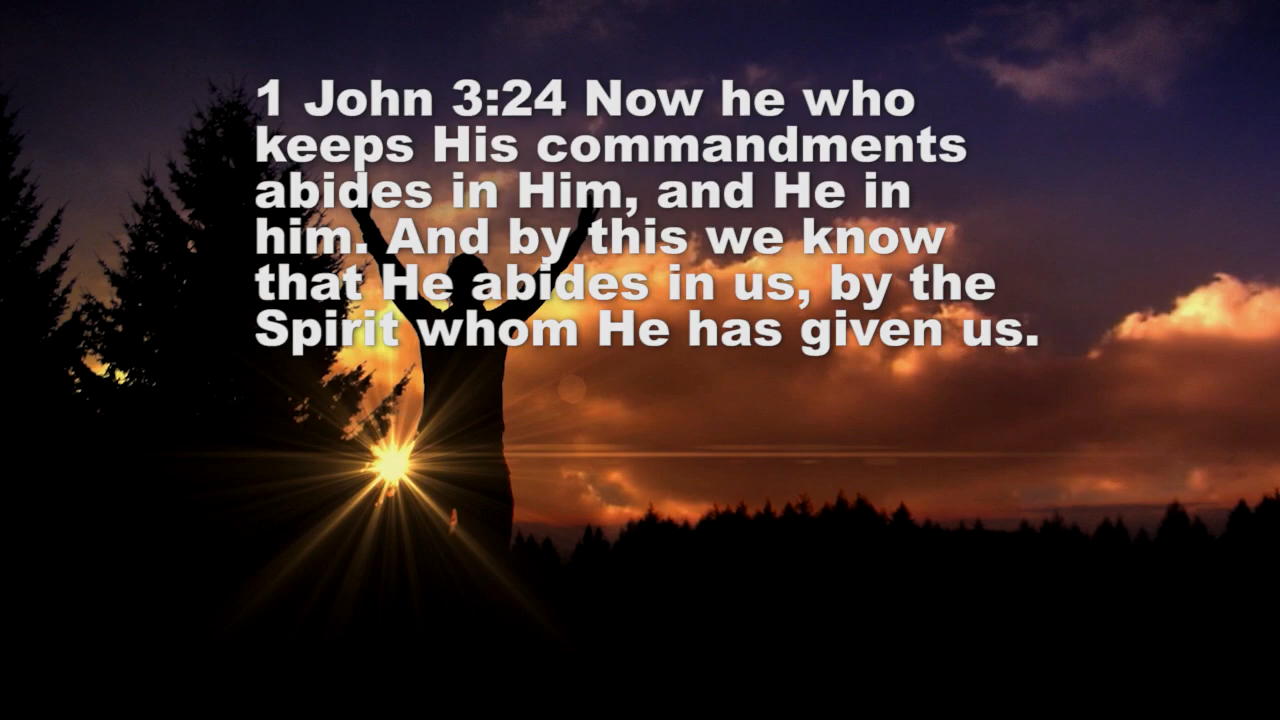 1 John 3:24 Now he who
keeps His commandments
abides in Him, and He in
him. And by this we know
that He abides in us, by the
Spirit whom He has given us.